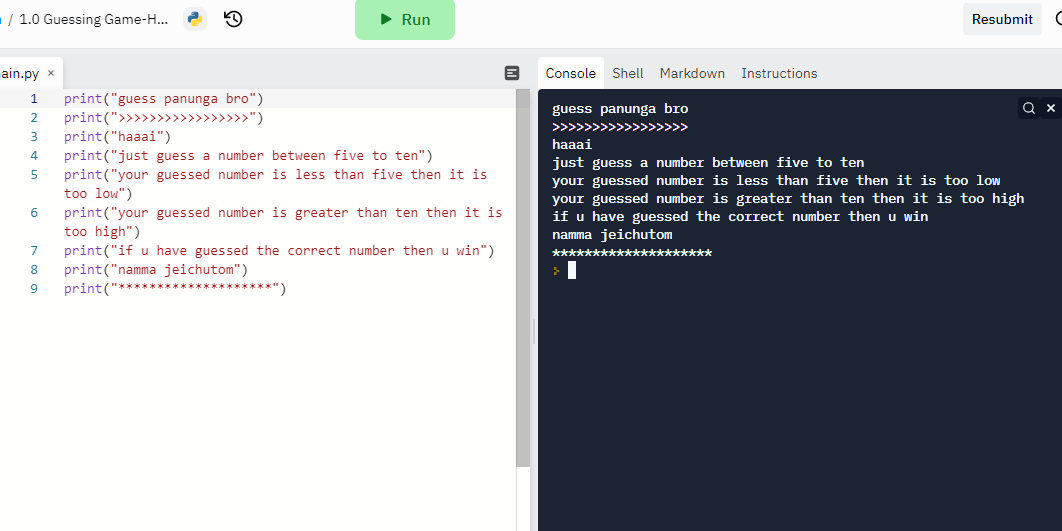 / 1.0 Guessing Game-H...
Run
Resubmit
ain.py ×
Console Shell Markdown Instructions
1 print("guess panunga bro")
2 print(">>>>>>>>>>>>>>>>>")
3 print("haaai")
4 print("just guess a number between five to ten")
5 print("your guessed number is less than five then it is
too low")
6 print("your guessed number is greater than ten then it is
too high")
7 print("if u have guessed the correct number then u win")
8 print("namma jeichutom")
9 print("********************")
guess panunga bro
>>>>>>>>>>>>>>>>>
haaai
just guess a number between five to ten
your guessed number is less than five then it is too low
your guessed number is greater than ten then it is too high
if u have guessed the correct number then u win
namma jeichutom
********************